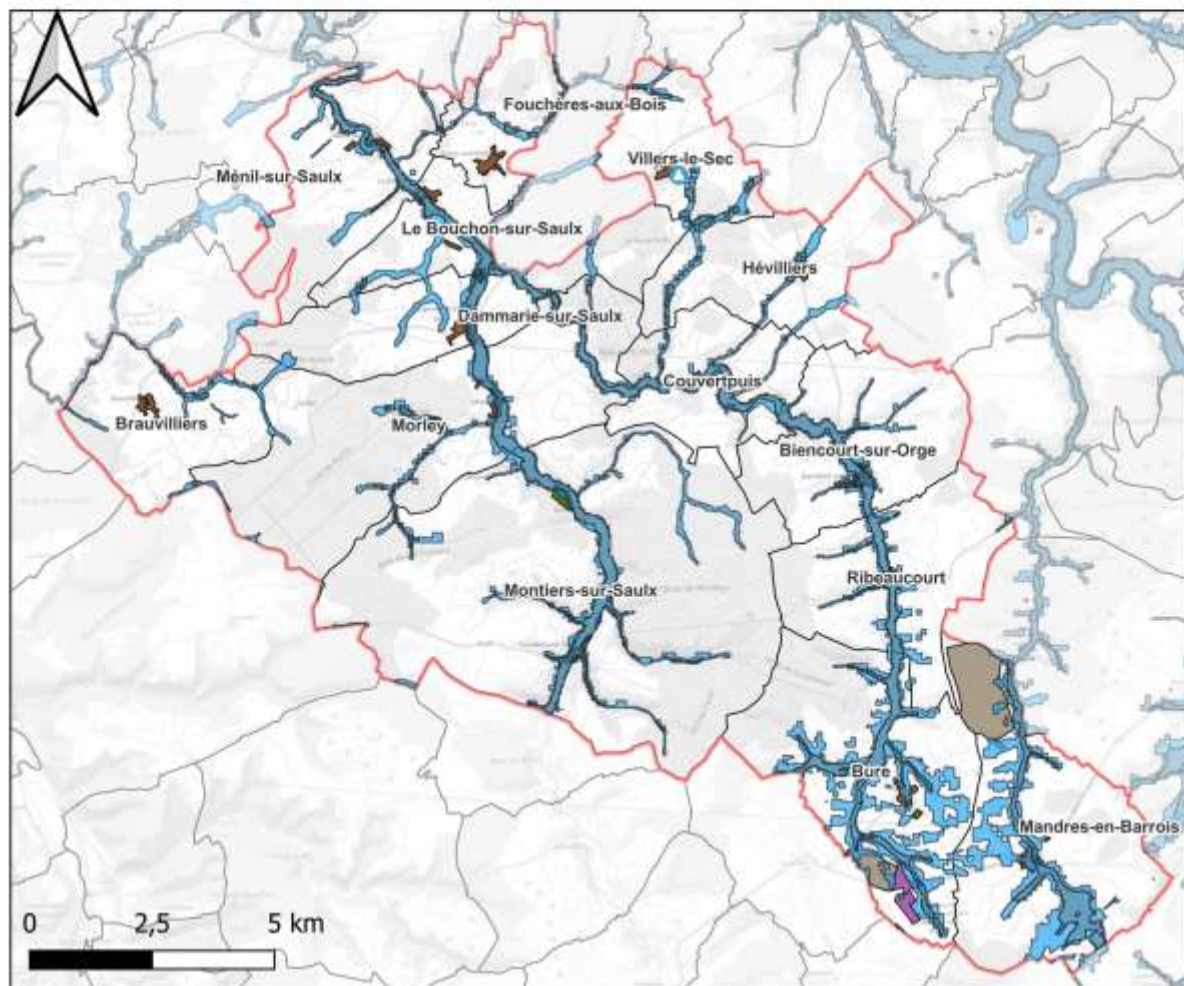 Fouchères-aux-Bois
Villers-le-Sec
Ménil-sur-Saulx
Le Bouchon-sur-Saulx
Hévilliers
Dammarie-sur-Saulx
Couvertpuis
Brauvilliers
Morley
Biencourt-sur-Orge
Ribeaucourt
Montiers-sur-Saulx
Bure
Mandres-en-Barrois
0 2,5 5 km